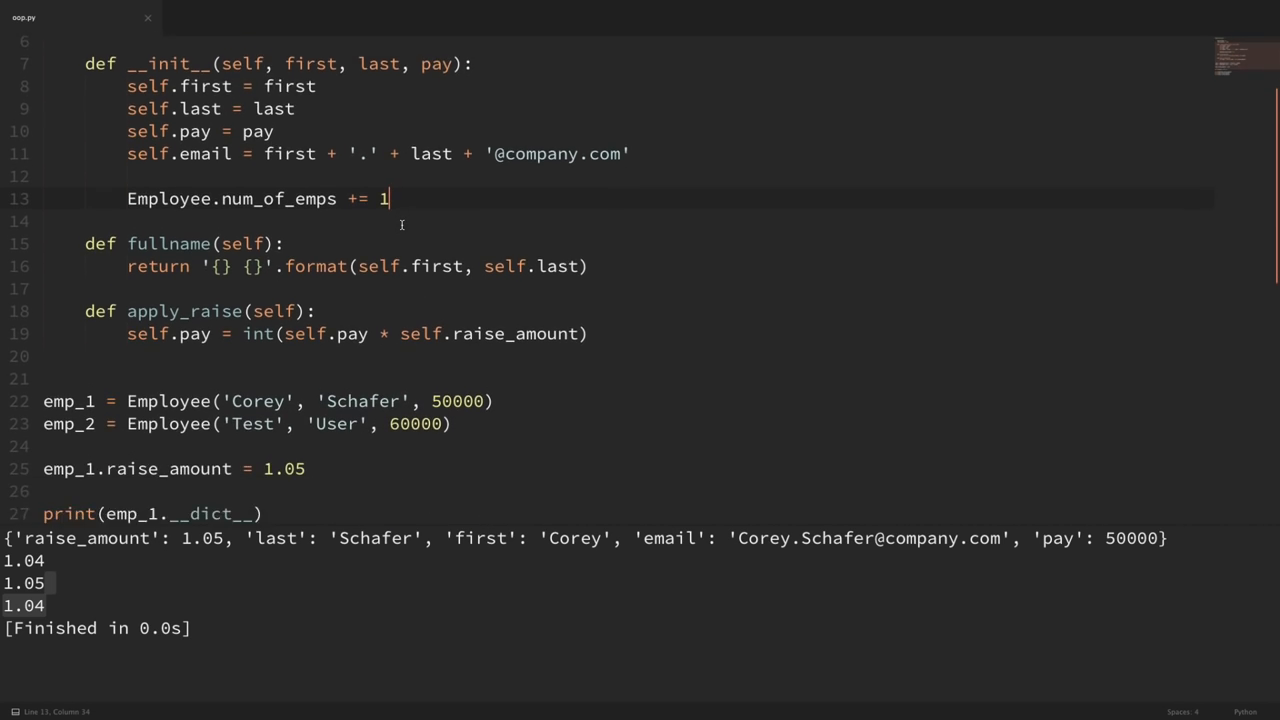 oop.py
6
7 def __init__(self, first, last, pay):
8 self.first = first
9 self.last = last
10 self.pay = pay
11 self.email = first + '.' + last + '@company.com'
12
13 Employee.num_of_emps += 1
14
15 def fullname(self):
16 return '{} {}'.format(self.first, self.last)
17
18 def apply_raise(self):
19 self.pay = int(self.pay * self.raise_amount)
20
21
22 emp_1 = Employee('Corey', 'Schafer', 50000)
23 emp_2 = Employee('Test', 'User', 60000)
24
25 emp_1.raise_amount = 1.05
26
27 print(emp_1.__dict__)
{'raise_amount': 1.05, 'last': 'Schafer', 'first': 'Corey', 'email': 'Corey.Schafer@company.com', 'pay': 50000}
1.04
1.05
1.04
[Finished in 0.0s]
Line 13, Column 34 Spaces: 4 Python